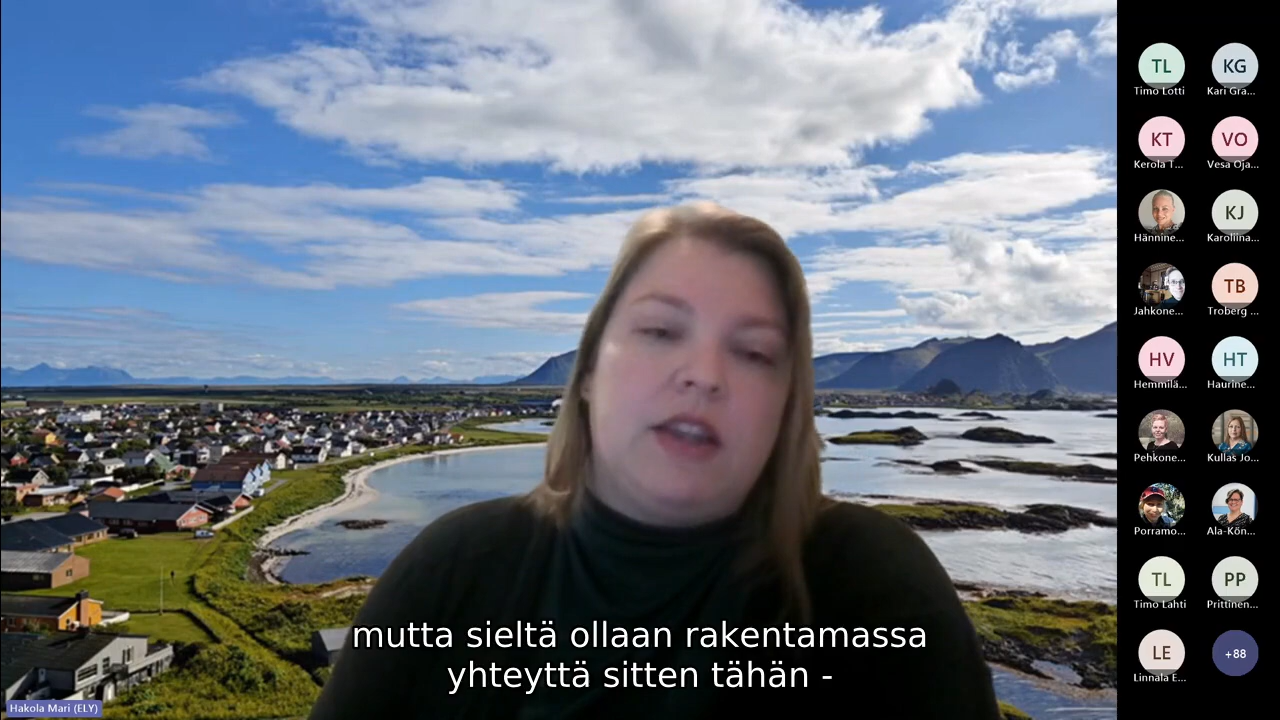 TL
Timo Lotti
KG
Kari Gra...
KT
Kerola T...
VO
Vesa Oja...
Hännine...
KJ
Karoliina...
Jahkone...
TB
Troberg ...
HV
Hemmilä...
HT
Haurine...
Pehkone...
Kullas Jo...
Porramo...
Ala-Kön...
TL
Timo Lahti
PP
Prittinen...
LE
Linnala E...
+88
mutta sieltä ollaan rakentamassa
yhteyttä sitten tähän -
Hakola Mari (ELY)